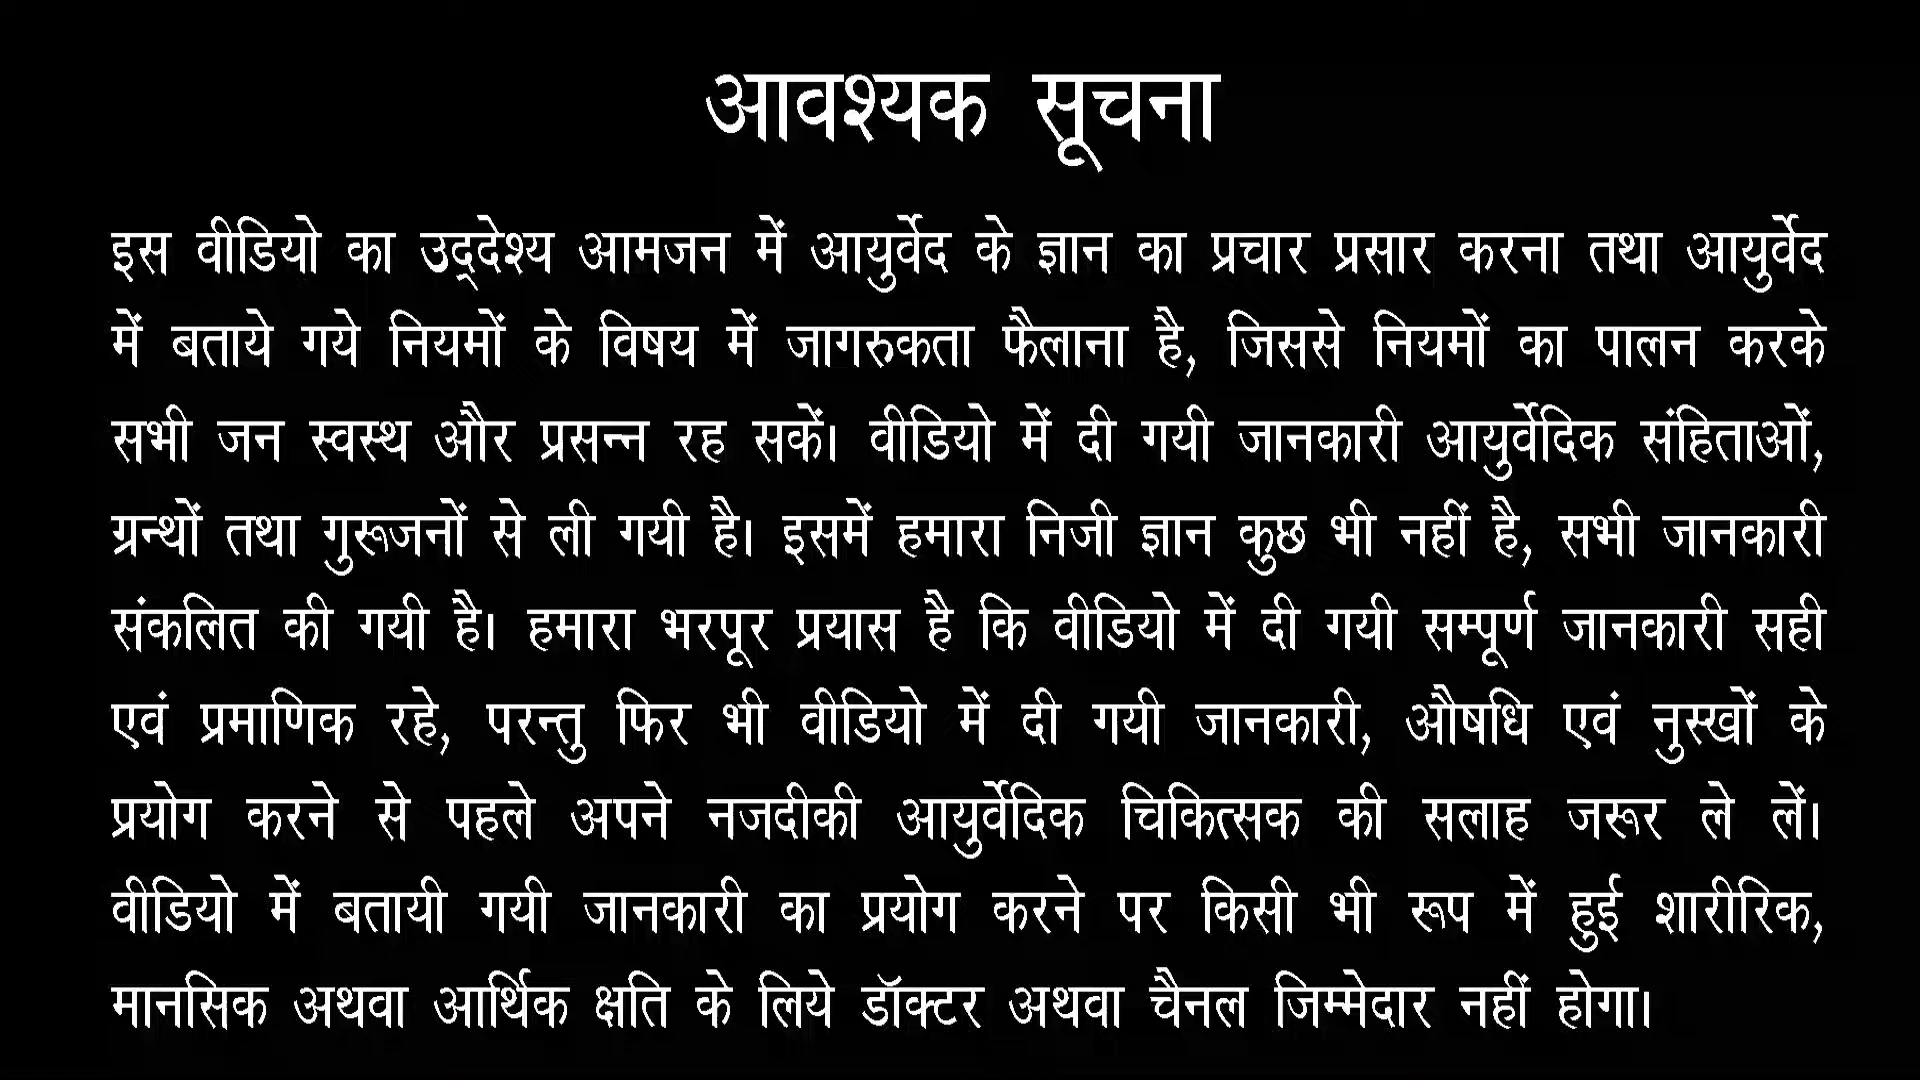 आवश्यक सूचना
इस वीडियो का उद्देश्य आमजन में आयुर्वेद के ज्ञान का प्रचार प्रसार करना तथा आयुर्वेद
में बताये गये नियमों के विषय में जागरुकता फैलाना है, जिससे नियमों का पालन करके
सभी जन स्वस्थ और प्रसन्न रह सकें। वीडियो में दी गयी जानकारी आयुर्वेदिक संहिताओं,
ग्रन्थों तथा गुरूजनों से ली गयी है। इसमें हमारा निजी ज्ञान कुछ भी नहीं है, सभी जानकारी
संकलित की गयी है। हमारा भरपूर प्रयास है कि वीडियो में दी गयी सम्पूर्ण जानकारी सही
एवं प्रमाणिक रहे, परन्तु फिर भी वीडियो में दी गयी जानकारी, औषधि एवं नुस्खों के
प्रयोग करने से पहले अपने नजदीकी आयुर्वेदिक चिकित्सक की सलाह जरूर ले लें।
वीडियो में बतायी गयी जानकारी का प्रयोग करने पर किसी भी रूप में हुई शारीरिक,
मानसिक अथवा आर्थिक क्षति के लिये डॉक्टर अथवा चैनल जिम्मेदार नहीं होगा।